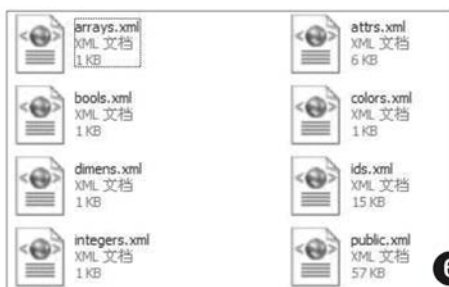 arrays.xml
XML 文档
1 KB
attrs.xml
XML 文档
6 KB
bools.xml
XML 文档
1 KB
colors.xml
XML 文档
1 KB
dimens.xml
XML 文档
1 KB
ids.xml
XML 文档
15 KB
integers.xml
XML 文档
1 KB
public.xml
XML 文档
57 KB
6